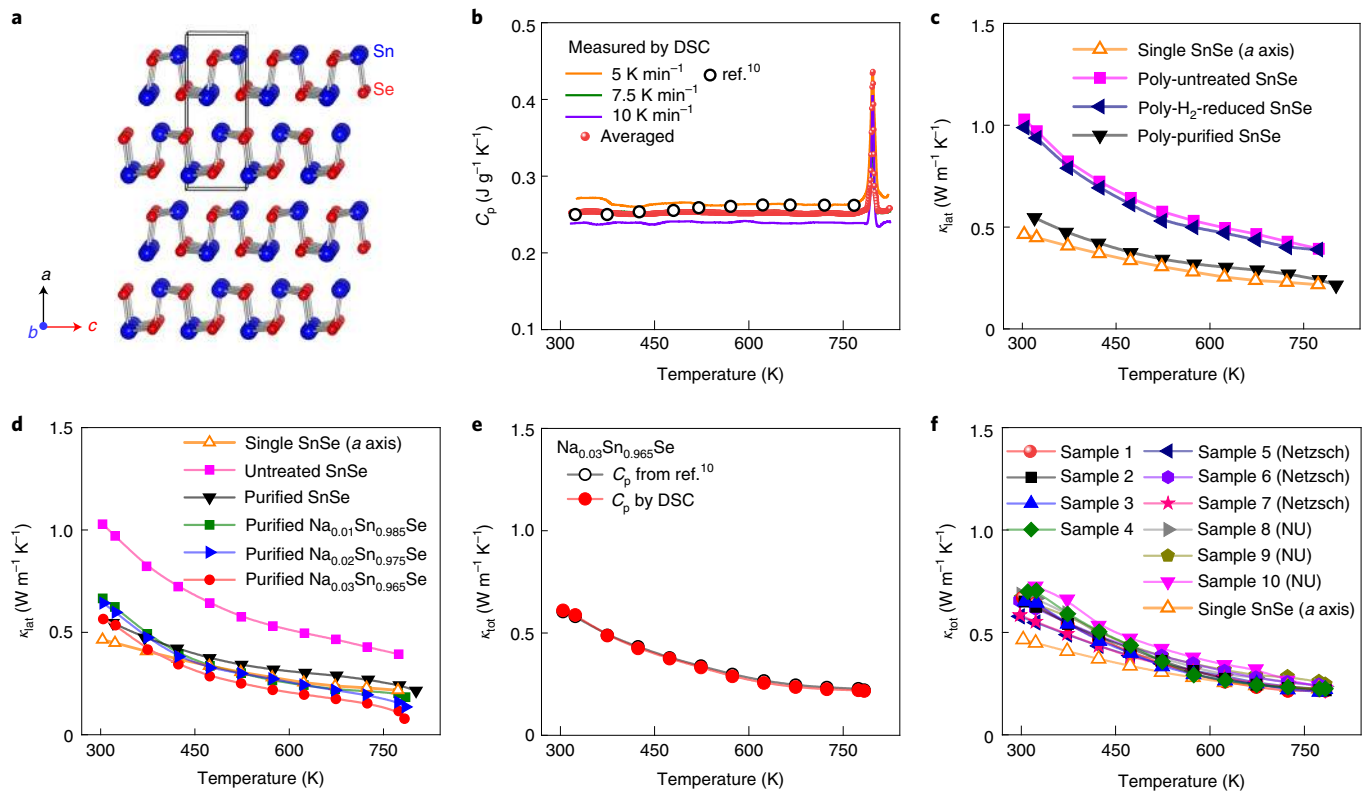 a
Sn
Se
a
b
c
b
Measured by DSC
5 K min⁻¹
ref.¹⁰
7.5 K min⁻¹
10 K min⁻¹
Averaged
Cₚ (J g⁻¹ K⁻¹)
0.5
0.4
0.3
0.2
0.1
300
450
600
750
Temperature (K)
c
Single SnSe (a axis)
Poly-untreated SnSe
Poly-H₂-reduced SnSe
Poly-purified SnSe
κ_lat (W m⁻¹ K⁻¹)
1.5
1.0
0.5
0
300
450
600
750
Temperature (K)
d
Single SnSe (a axis)
Untreated SnSe
Purified SnSe
Purified Na₀.₀₁Sn₀.₉₈₅Se
Purified Na₀.₀₂Sn₀.₉₇₅Se
Purified Na₀.₀₃Sn₀.₉₆₅Se
κ_lat (W m⁻¹ K⁻¹)
1.5
1.0
0.5
0
300
450
600
750
Temperature (K)
e
Na₀.₀₃Sn₀.₉₆₅Se
Cₚ from ref.¹⁰
Cₚ by DSC
κ_tot (W m⁻¹ K⁻¹)
1.5
1.0
0.5
0
300
450
600
750
Temperature (K)
f
Sample 1
Sample 2
Sample 3
Sample 4
Sample 5 (Netzsch)
Sample 6 (Netzsch)
Sample 7 (Netzsch)
Sample 8 (NU)
Sample 9 (NU)
Sample 10 (NU)
Single SnSe (a axis)
κ_tot (W m⁻¹ K⁻¹)
1.5
1.0
0.5
0
300
450
600
750
Temperature (K)